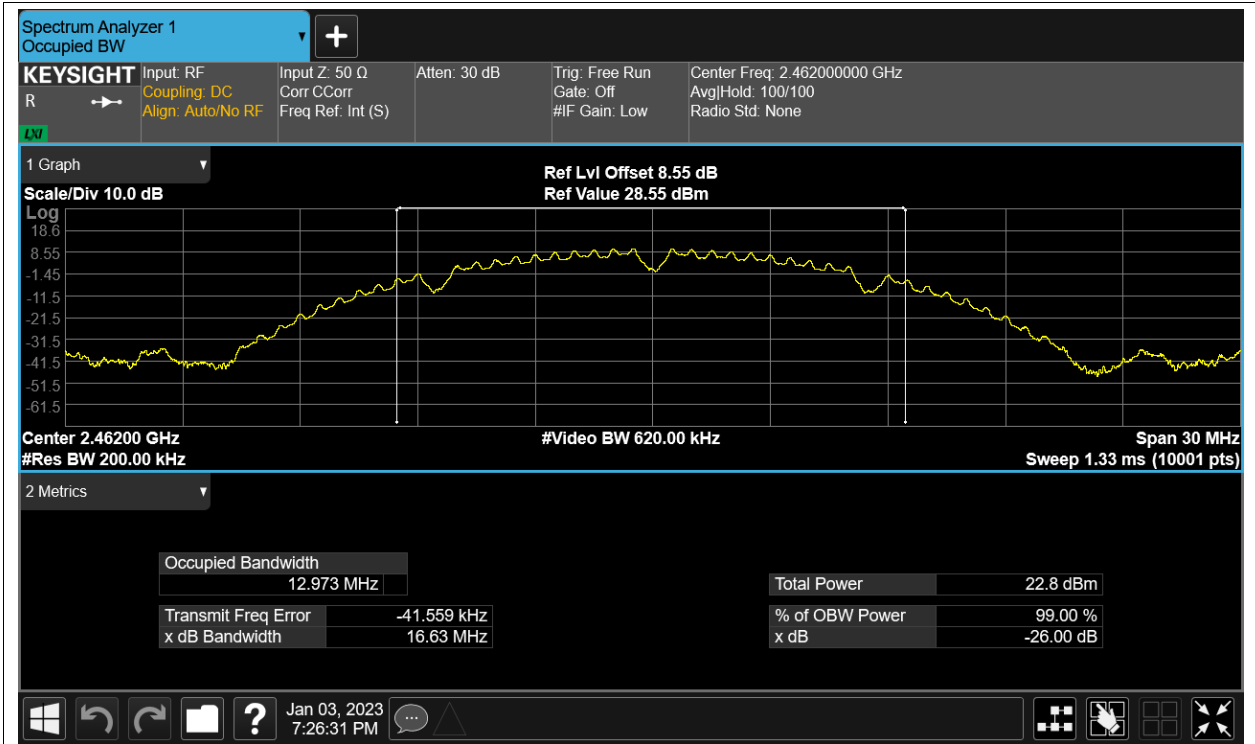 Spectrum Analyzer 1
Occupied BW
KEYSIGHT
R
LXI
Input: RF
Coupling: DC
Align: Auto/No RF
Input Z: 50 Ω
Corr CCorr
Freq Ref: Int (S)
Atten: 30 dB
Trig: Free Run
Gate: Off
#IF Gain: Low
Center Freq: 2.462000000 GHz
Avg|Hold: 100/100
Radio Std: None
1 Graph
Scale/Div 10.0 dB
Ref Lvl Offset 8.55 dB
Ref Value 28.55 dBm
Log
18.6
8.55
-1.45
-11.5
-21.5
-31.5
-41.5
-51.5
-61.5
Center 2.46200 GHz
#Video BW 620.00 kHz
Span 30 MHz
#Res BW 200.00 kHz
Sweep 1.33 ms (10001 pts)
2 Metrics
Occupied Bandwidth
12.973 MHz
Total Power 22.8 dBm
Transmit Freq Error -41.559 kHz
% of OBW Power 99.00 %
x dB Bandwidth 16.63 MHz
x dB -26.00 dB
?
Jan 03, 2023
7:26:31 PM